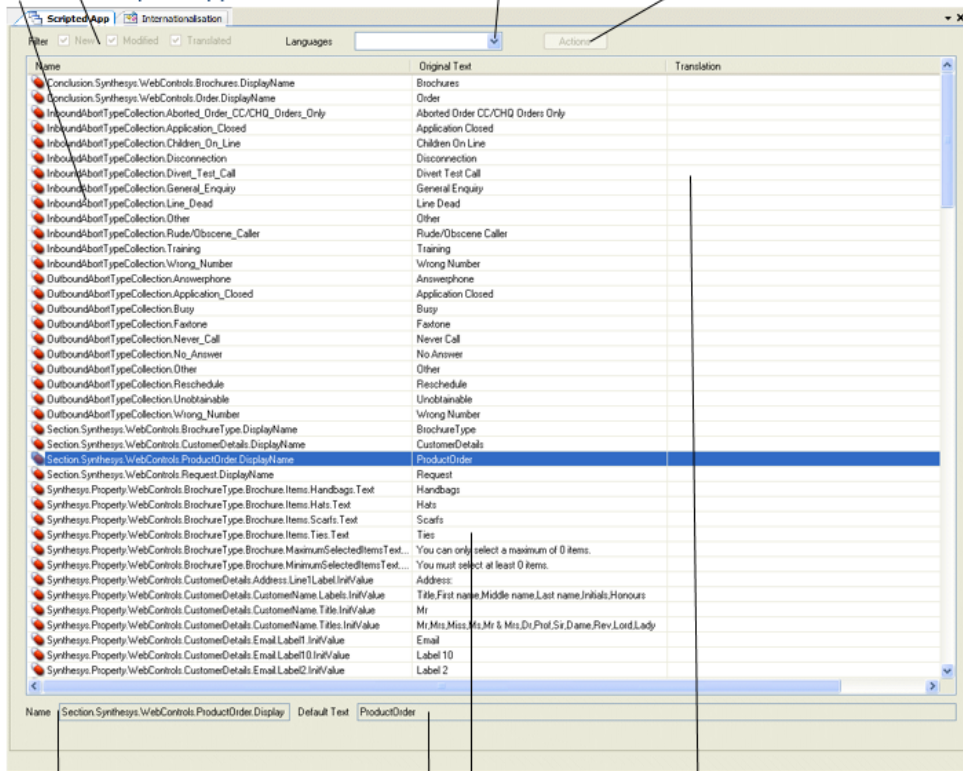 Scripted App Internationalisation
Filter New Modified Translated Languages Actions
Name Original Text Translation
Conclusion.Synthesys.WebControls.Brochures.DisplayName Brochures
Conclusion.Synthesys.WebControls.Order.DisplayName Order
InboundAbortTypeCollection.Aborted_Order_CC/CHQ_Orders_Only Aborted Order CC/CHQ Orders Only
InboundAbortTypeCollection.Application_Closed Application Closed
InboundAbortTypeCollection.Children_On_Line Children On Line
InboundAbortTypeCollection.Disconnection Disconnection
InboundAbortTypeCollection.Divert_Test_Call Divert Test Call
InboundAbortTypeCollection.General_Enquiry General Enquiry
InboundAbortTypeCollection.Line_Dead Line Dead
InboundAbortTypeCollection.Other Other
InboundAbortTypeCollection.Rude/Obscene_Caller Rude/Obscene Caller
InboundAbortTypeCollection.Training Training
InboundAbortTypeCollection.Wrong_Number Wrong Number
OutboundAbortTypeCollection.Answerphone Answerphone
OutboundAbortTypeCollection.Application_Closed Application Closed
OutboundAbortTypeCollection.Busy Busy
OutboundAbortTypeCollection.Faxtone Faxtone
OutboundAbortTypeCollection.Never_Call Never Call
OutboundAbortTypeCollection.No_Answer No Answer
OutboundAbortTypeCollection.Other Other
OutboundAbortTypeCollection.Reschedule Reschedule
OutboundAbortTypeCollection.Unobtainable Unobtainable
OutboundAbortTypeCollection.Wrong_Number Wrong Number
Section.Synthesys.WebControls.BrochureType.DisplayName BrochureType
Section.Synthesys.WebControls.CustomerDetails.DisplayName CustomerDetails
Section.Synthesys.WebControls.ProductOrder.DisplayName ProductOrder
Section.Synthesys.WebControls.Request.DisplayName Request
Synthesys.Property.WebControls.BrochureType.Brochure.Items.Handbags.Text Handbags
Synthesys.Property.WebControls.BrochureType.Brochure.Items.Hats.Text Hats
Synthesys.Property.WebControls.BrochureType.Brochure.Items.Scarfs.Text Scarfs
Synthesys.Property.WebControls.BrochureType.Brochure.Items.Ties.Text Ties
Synthesys.Property.WebControls.BrochureType.Brochure.MaximumSelectedItemsText... You can only select a maximum of 0 items.
Synthesys.Property.WebControls.BrochureType.Brochure.MinimumSelectedItemsText.... You must select at least 0 items.
Synthesys.Property.WebControls.CustomerDetails.Address.Line1Label.InitValue Address:
Synthesys.Property.WebControls.CustomerDetails.CustomerName.Labels.InitValue Title,First name,Middle name,Last name,Initials,Honours
Synthesys.Property.WebControls.CustomerDetails.CustomerName.Title.InitValue Mr
Synthesys.Property.WebControls.CustomerDetails.CustomerName.Titles.InitValue Mr,Mrs,Miss,Ms,Mr & Mrs,Dr,Prof,Sir,Dame,Rev,Lord,Lady
Synthesys.Property.WebControls.CustomerDetails.Email.Label1.InitValue Email
Synthesys.Property.WebControls.CustomerDetails.Email.Label10.InitValue Label 10
Synthesys.Property.WebControls.CustomerDetails.Email.Label2.InitValue Label 2
Name Section.Synthesys.WebControls.ProductOrder.Display Default Text ProductOrder